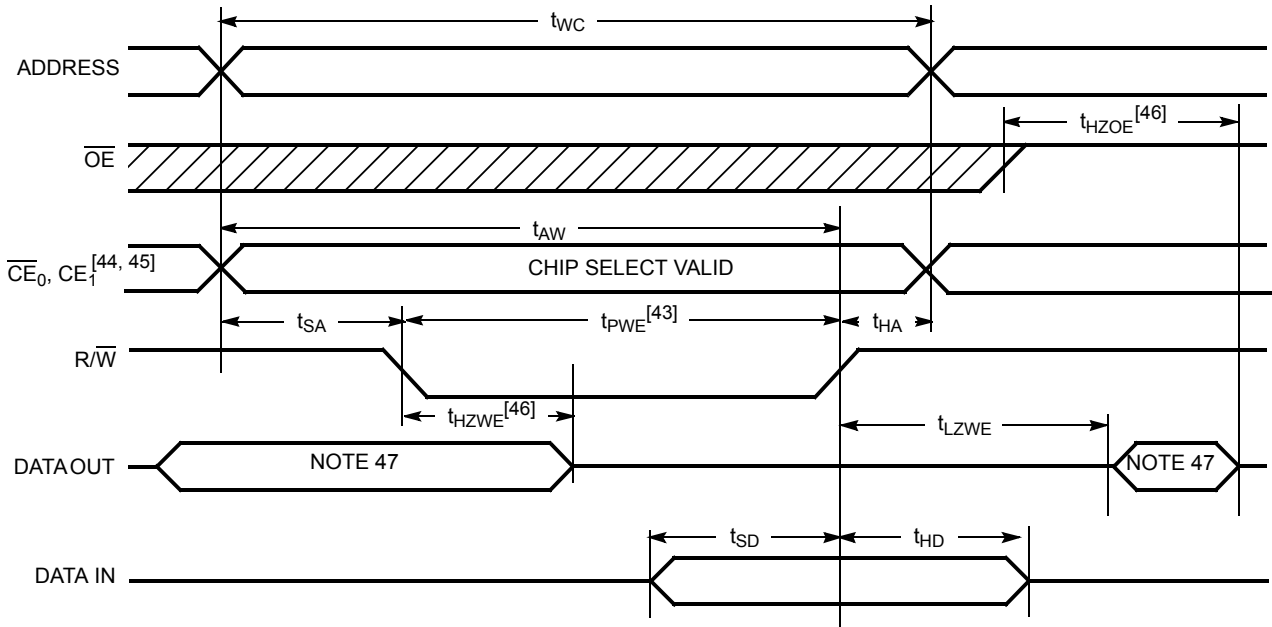 tWC
ADDRESS
tHZOE[46]
OE
tAW
CE0, CE1[44, 45]
CHIP SELECT VALID
tSA
tPWE[43]
tHA
R/W
tHZWE[46]
tLZWE
DATA OUT
NOTE 47
NOTE 47
tSD
tHD
DATA IN